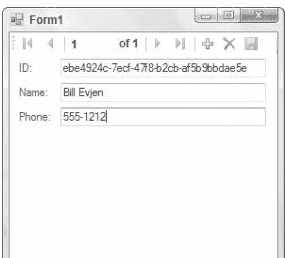 Form1
1 of 1
ID: ebe4924c-7ecf-47f8-b2cb-af5b9bbdae5e
Name: Bill Evjen
Phone: 555-1212